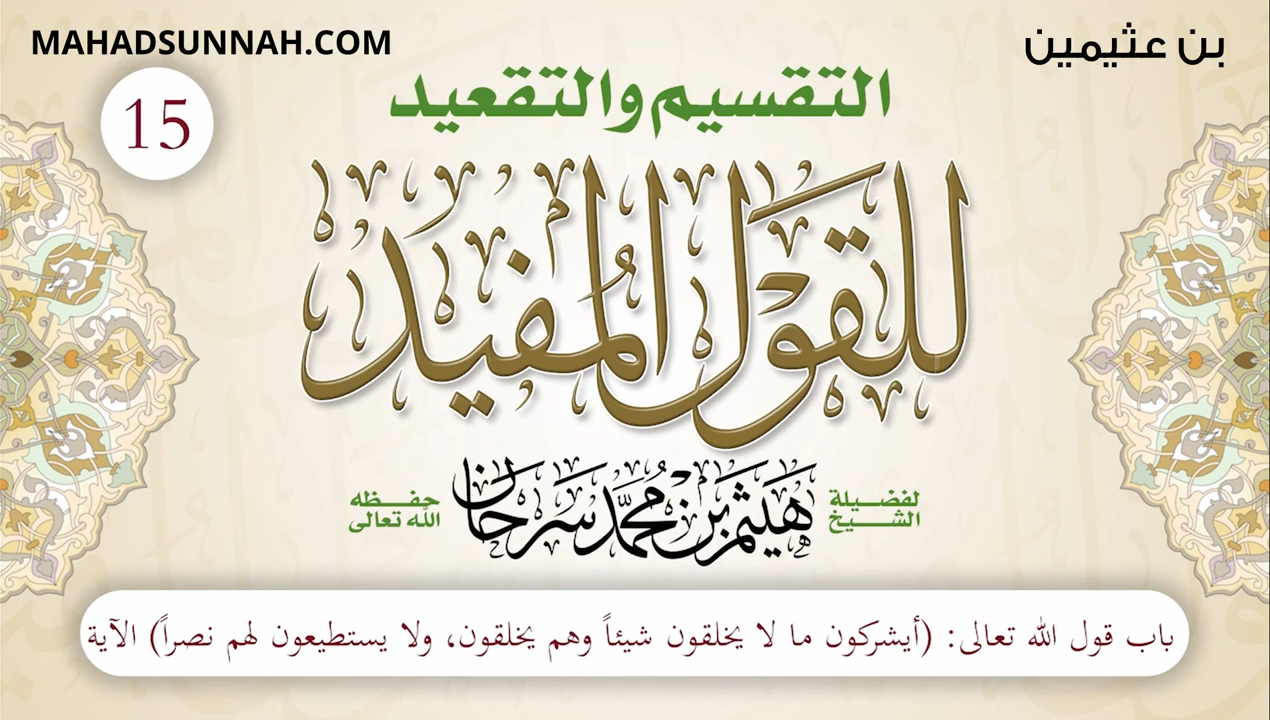 MAHADSUNNAH.COM
بن عثيمين
15
التقسيم والتقعيد
للقول المفيد
لفضيلة الشيخ
هيثم بن محمد سرحان
حفظه الله تعالى
باب قول الله تعالى: (أيشركون ما لا يخلقون شيئاً وهم يخلقون، ولا يستطيعون لهم نصراً) الآية